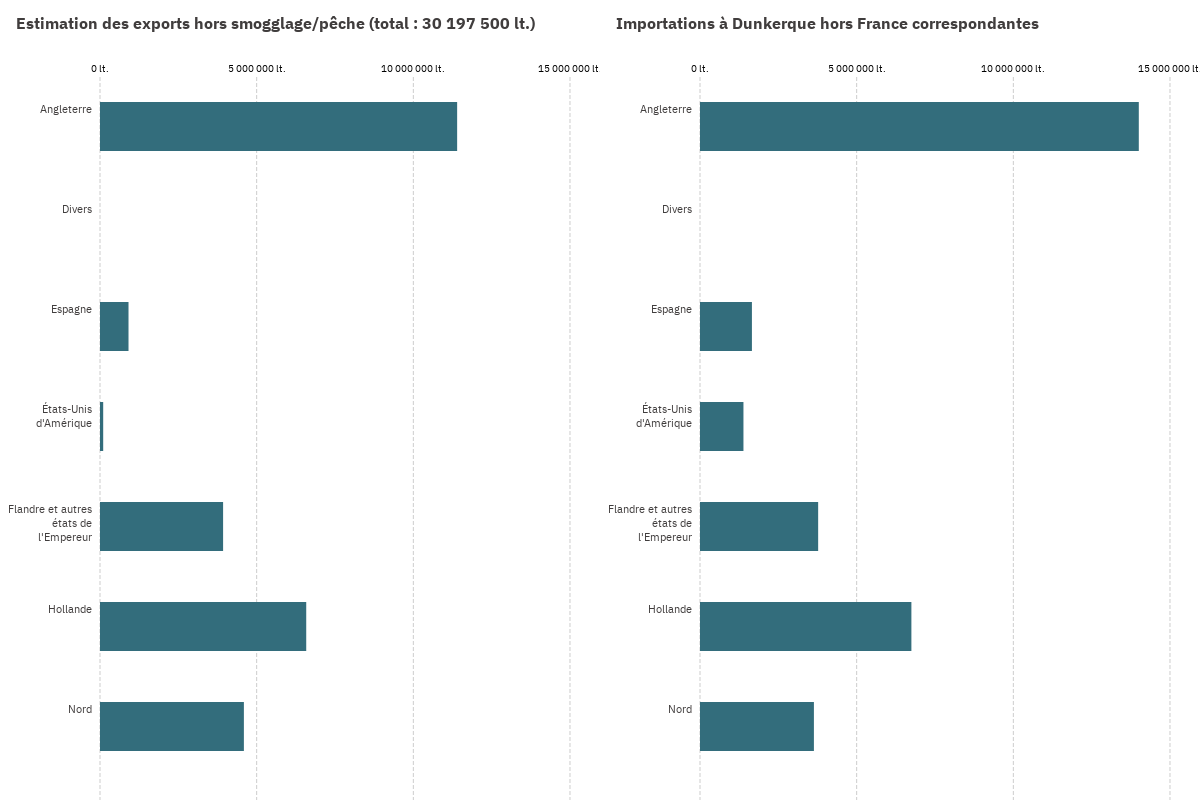 Estimation des exports hors smogglage/pêche (total : 30 197 500 lt.)
0 lt.
5 000 000 lt.
10 000 000 lt.
15 000 000 lt
Angleterre
Divers
Espagne
États-Unis
d'Amérique
Flandre et autres
états de
l'Empereur
Hollande
Nord
Importations à Dunkerque hors France correspondantes
0 lt.
5 000 000 lt.
10 000 000 lt.
15 000 000 lt
Angleterre
Divers
Espagne
États-Unis
d'Amérique
Flandre et autres
états de
l'Empereur
Hollande
Nord